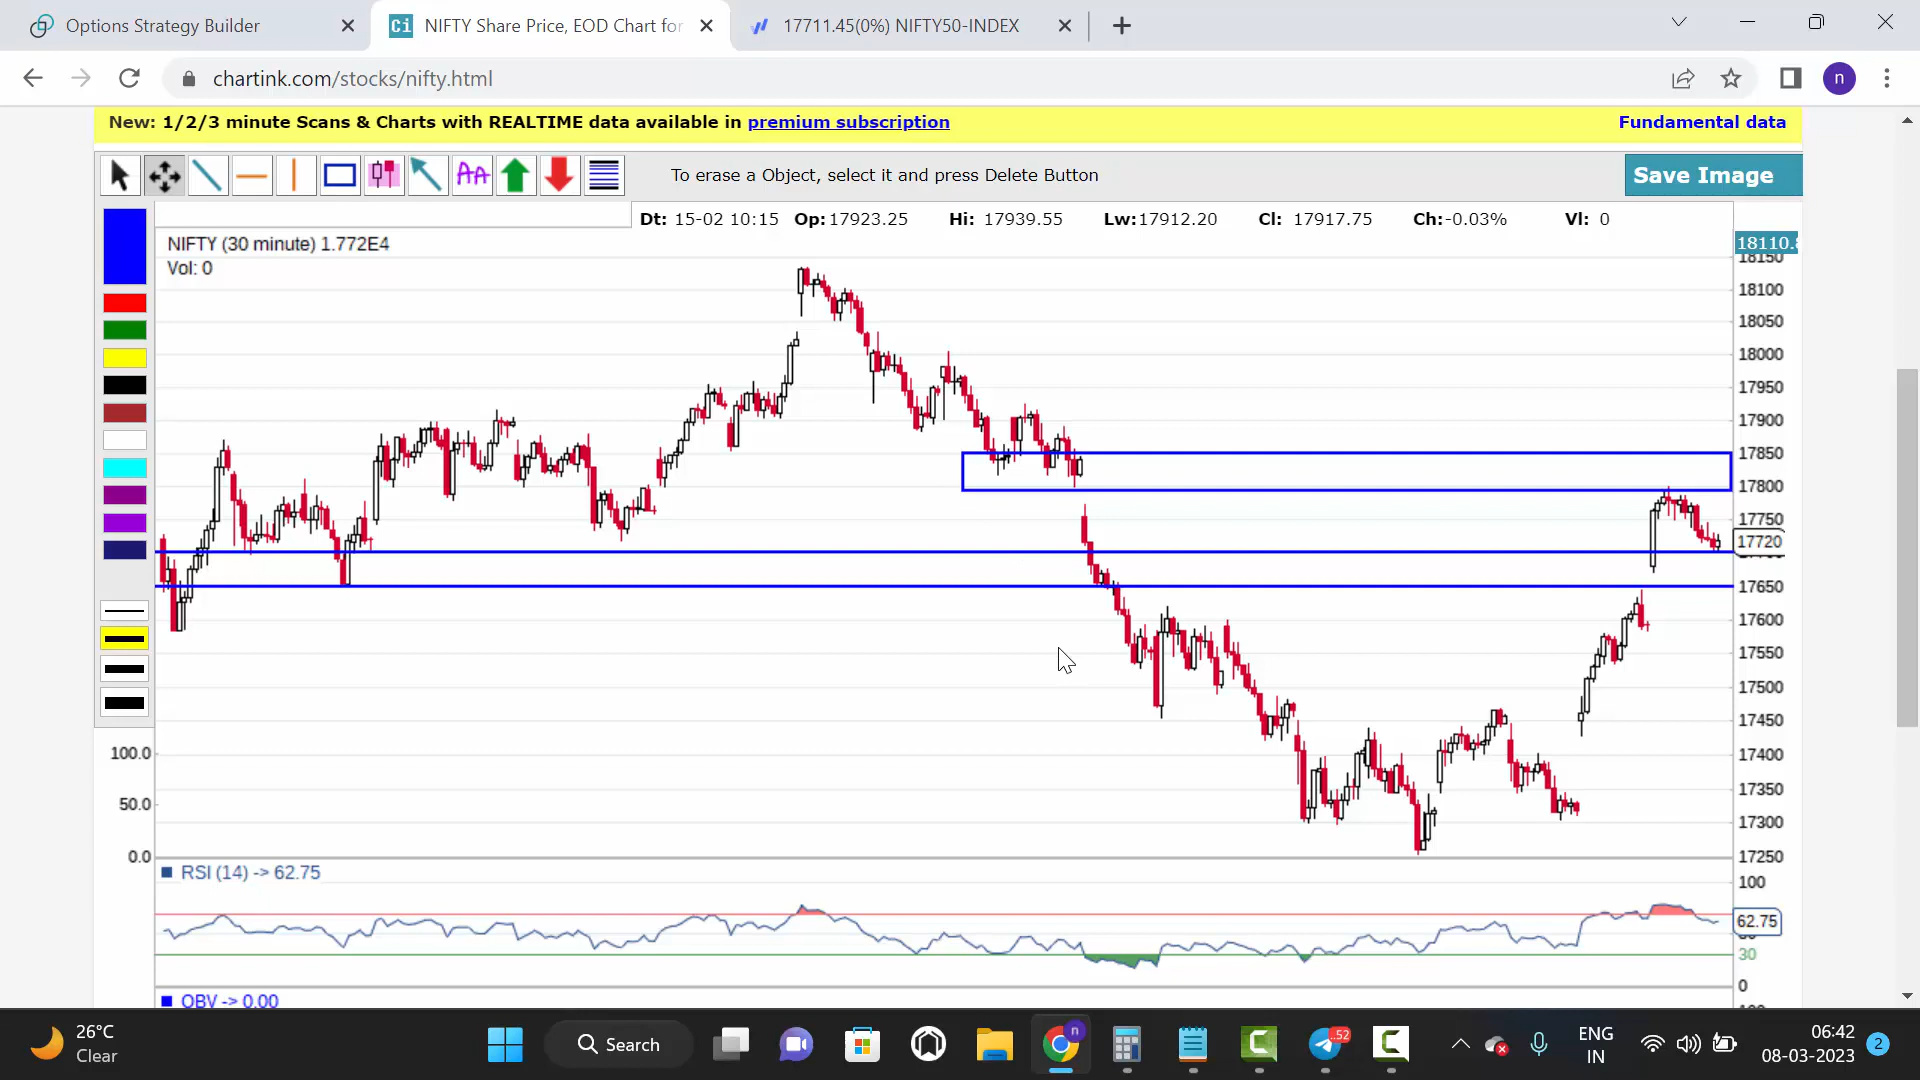 Options Strategy Builder
NIFTY Share Price, EOD Chart for
17711.45(0%) NIFTY50-INDEX
chartink.com/stocks/nifty.html
n
New: 1/2/3 minute Scans & Charts with REALTIME data available in premium subscription
Fundamental data
AA
To erase a Object, select it and press Delete Button
Save Image
Dt: 15-02 10:15 Op:17923.25 Hi: 17939.55 Lw:17912.20 Cl: 17917.75 Ch:-0.03% Vl: 0
NIFTY (30 minute) 1.772E4
Vol: 0
18150
18100
18050
18000
17950
17900
17850
17800
17750
17720
17650
17600
17550
17500
17450
17400
17350
17300
17250
100.0
50.0
0.0
RSI (14) -> 62.75
100
62.75
30
0
OBV -> 0.00
26°C
Clear
Search
n
52
ENG
IN
06:42
08-03-2023
2